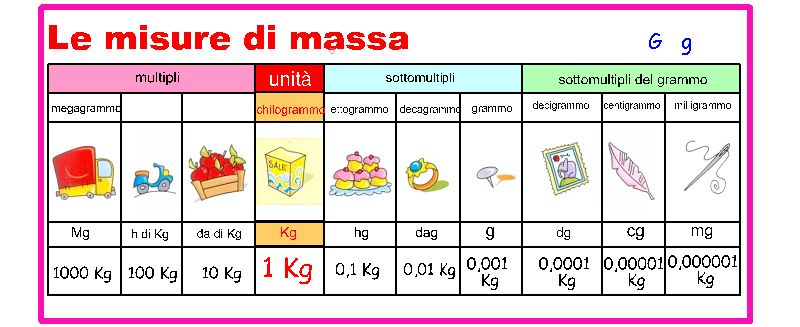 Le misure di massa
G g
multipli unità sottomultipli sottomultipli del grammo
megagrammo chilogrammo ettogrammo decagrammo grammo decigrammo centigrammo milligrammo
SALE
Mg h di Kg da di Kg Kg hg dag g dg cg mg
1000 Kg 100 Kg 10 Kg 1 Kg 0,1 Kg 0,01 Kg 0,001 Kg 0,0001 Kg 0,00001 Kg 0,000001 Kg